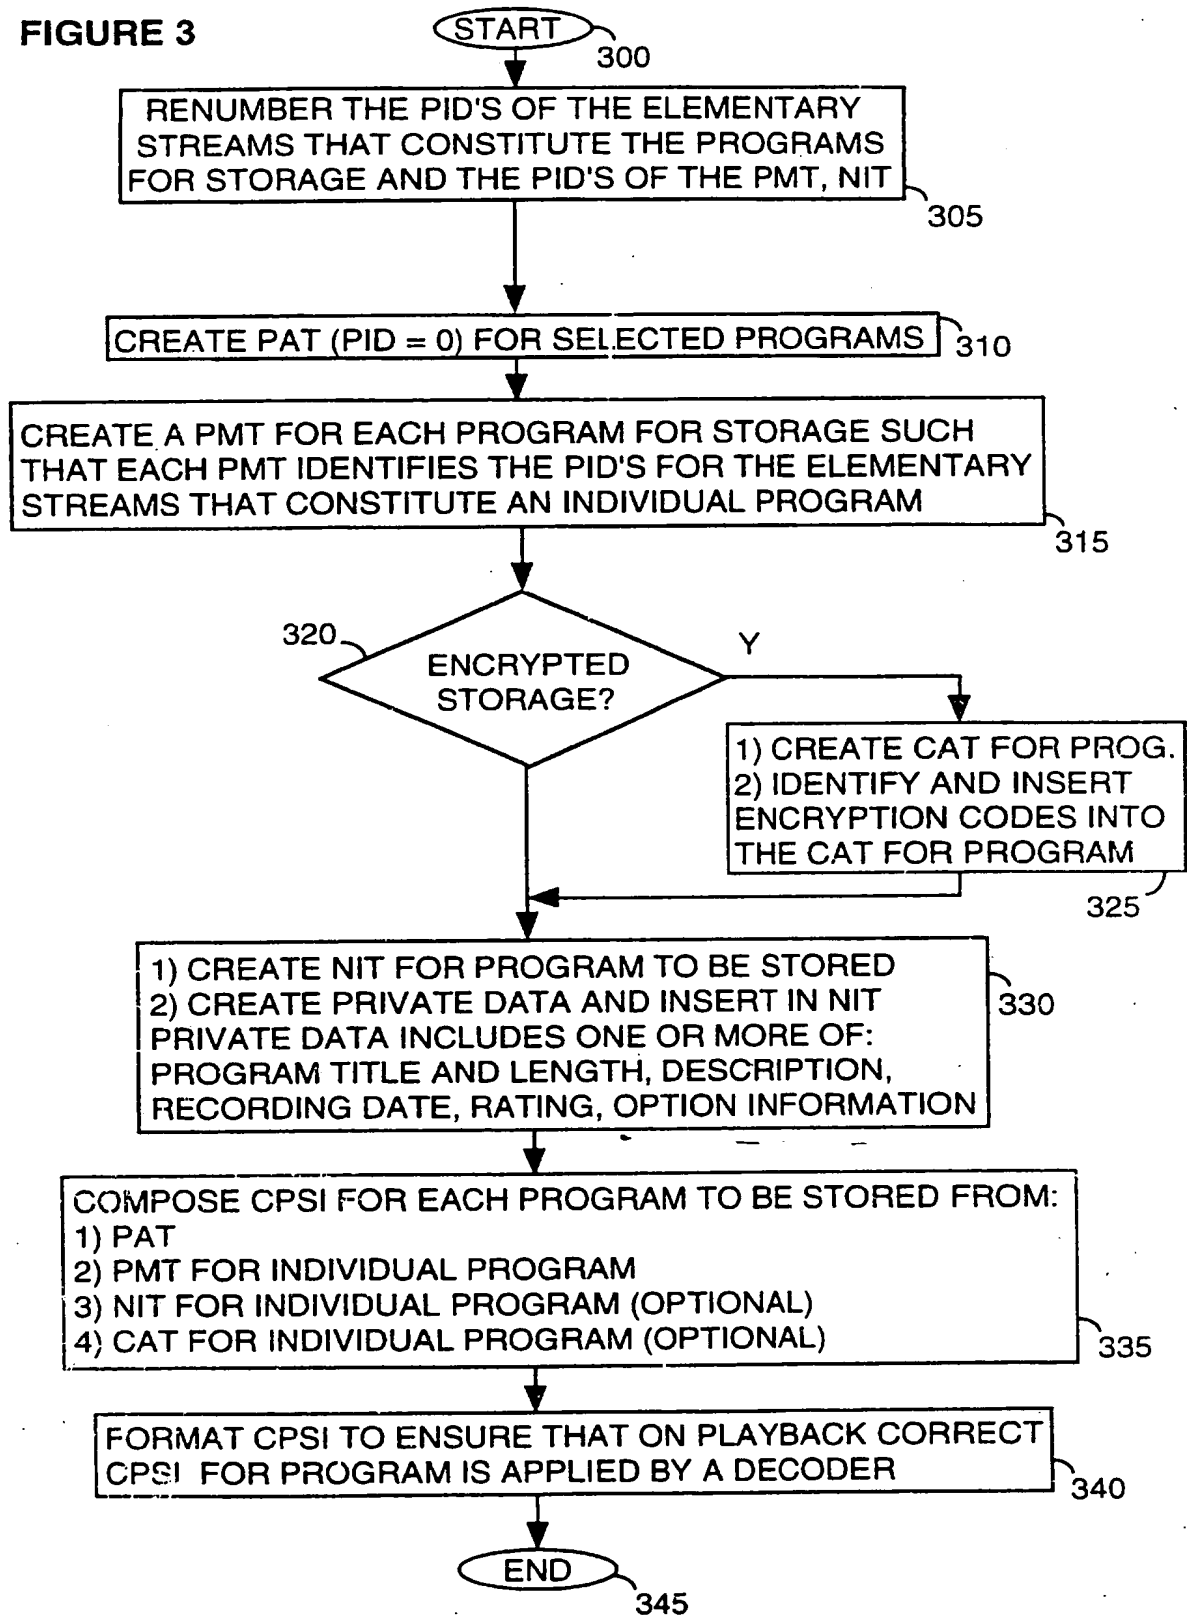 FIGURE 3
START
300
RENUMBER THE PID'S OF THE ELEMENTARY
STREAMS THAT CONSTITUTE THE PROGRAMS
FOR STORAGE AND THE PID'S OF THE PMT, NIT
305
CREATE PAT (PID = 0) FOR SELECTED PROGRAMS
310
CREATE A PMT FOR EACH PROGRAM FOR STORAGE SUCH
THAT EACH PMT IDENTIFIES THE PID'S FOR THE ELEMENTARY
STREAMS THAT CONSTITUTE AN INDIVIDUAL PROGRAM
315
320
ENCRYPTED
STORAGE?
Y
1) CREATE CAT FOR PROG.
2) IDENTIFY AND INSERT
ENCRYPTION CODES INTO
THE CAT FOR PROGRAM
325
1) CREATE NIT FOR PROGRAM TO BE STORED
2) CREATE PRIVATE DATA AND INSERT IN NIT
PRIVATE DATA INCLUDES ONE OR MORE OF:
PROGRAM TITLE AND LENGTH, DESCRIPTION,
RECORDING DATE, RATING, OPTION INFORMATION
330
COMPOSE CPSI FOR EACH PROGRAM TO BE STORED FROM:
1) PAT
2) PMT FOR INDIVIDUAL PROGRAM
3) NIT FOR INDIVIDUAL PROGRAM (OPTIONAL)
4) CAT FOR INDIVIDUAL PROGRAM (OPTIONAL)
335
FORMAT CPSI TO ENSURE THAT ON PLAYBACK CORRECT
CPSI FOR PROGRAM IS APPLIED BY A DECODER
340
END
345